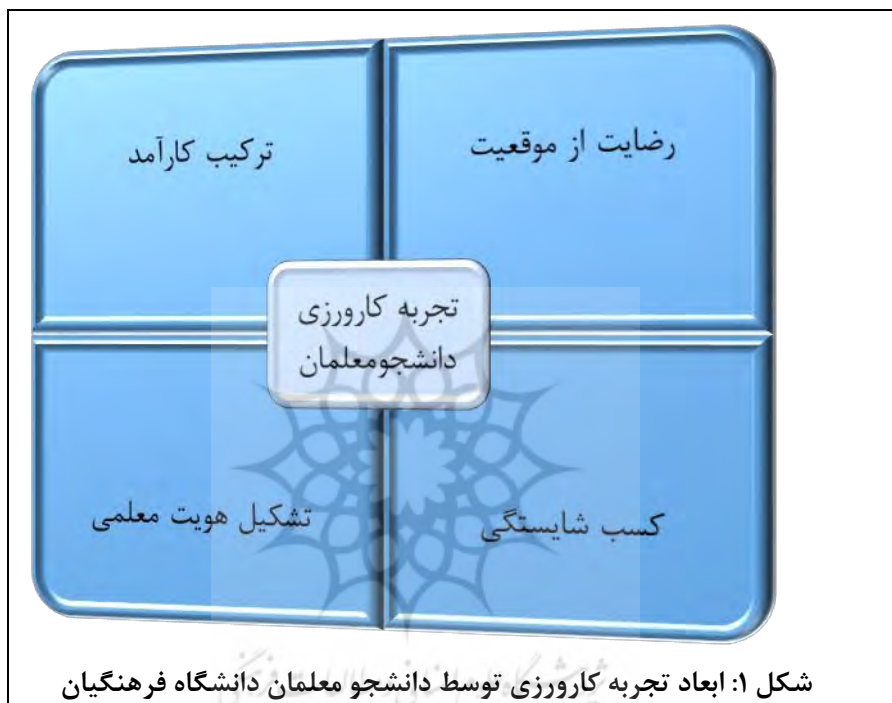 رضایت از موقعیت
ترکیب کارآمد
تجربه کارورزی
دانشجومعلمان
کسب شایستگی
تشکیل هویت معلمی
شکل ۱: ابعاد تجربه کارورزی توسط دانشجو معلمان دانشگاه فرهنگیان